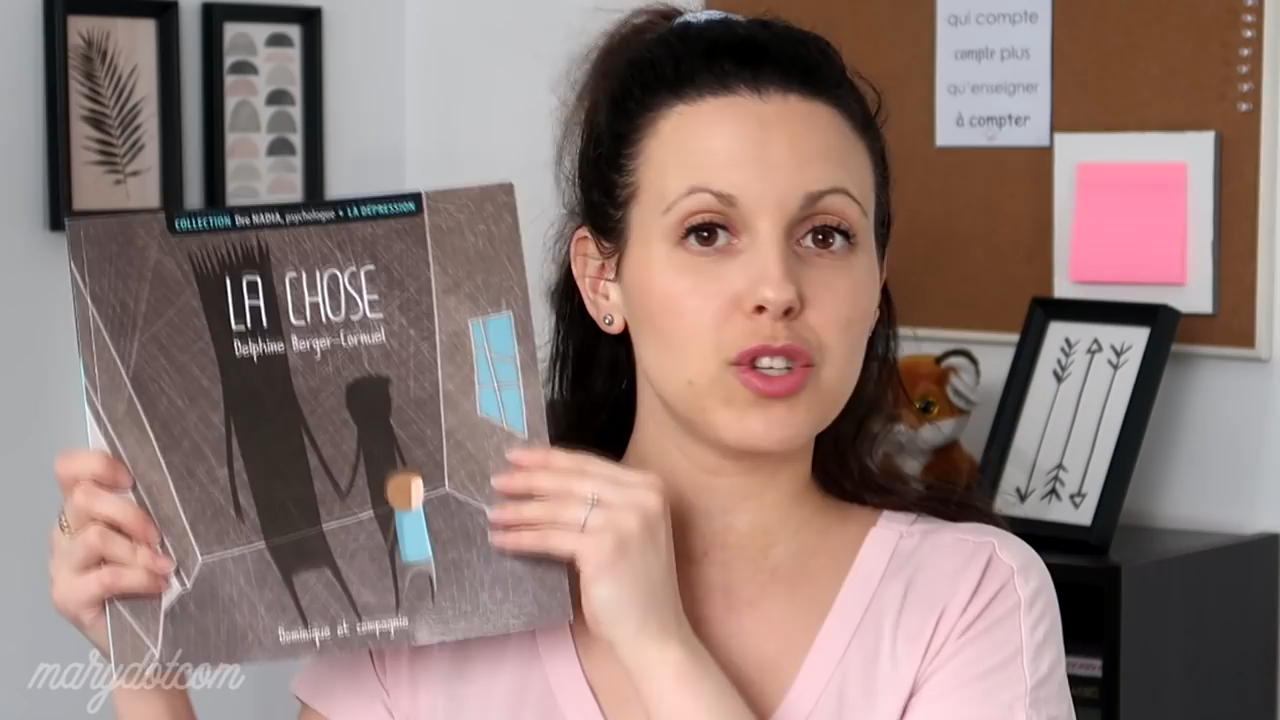 qui compte
compte plus
qu'enseigner
à compter
COLLECTION Dre NADIA, psychologue • LA DÉPRESSION
LA CHOSE
Delphine Berger-Cornuel
Dominique et compagnie
marydotcom